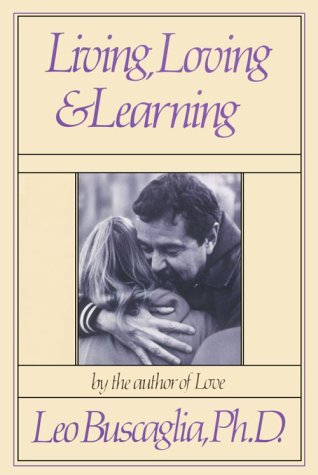 Living, Loving
&Learning
by the author of Love
Leo Buscaglia, Ph.D.